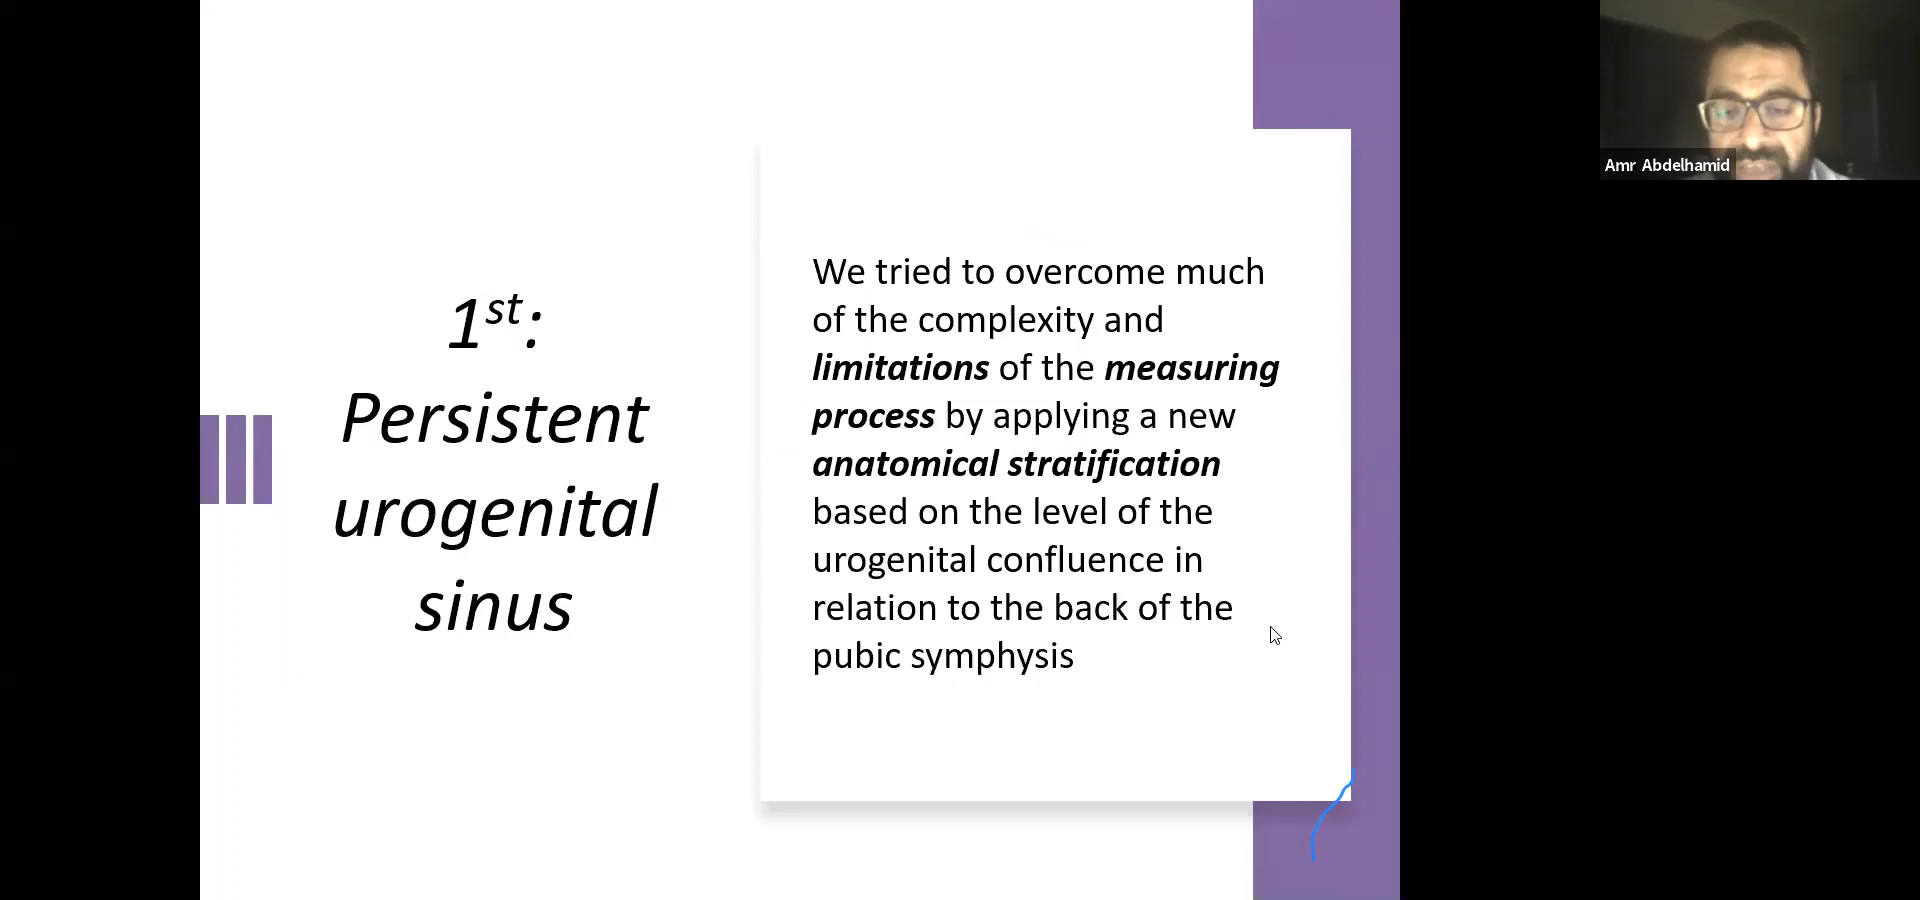 1st:
Persistent
urogenital
sinus
We tried to overcome much
of the complexity and
limitations of the measuring
process by applying a new
anatomical stratification
based on the level of the
urogenital confluence in
relation to the back of the
pubic symphysis
Amr Abdelhamid